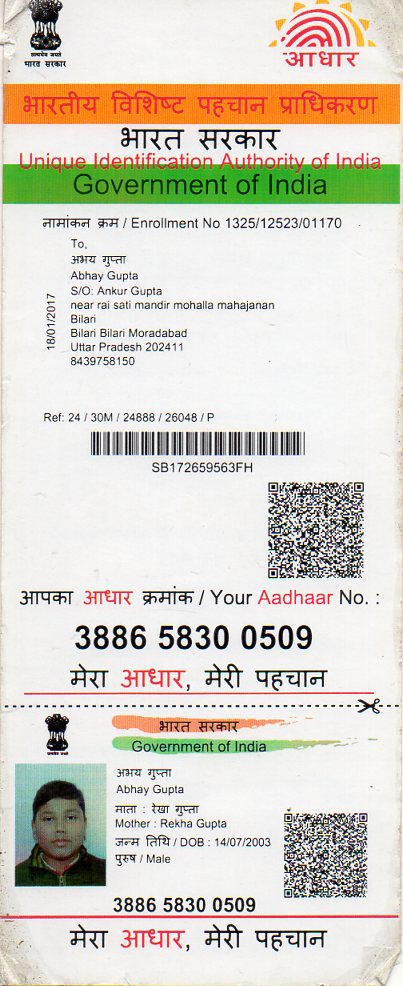 सत्यमेव जयते
भारत सरकार
आधार
भारतीय विशिष्ट पहचान प्राधिकरण
भारत सरकार
Unique Identification Authority of India
Government of India
नामांकन क्रम / Enrollment No 1325/12523/01170
To,
अभय गुप्ता
Abhay Gupta
S/O: Ankur Gupta
near rai sati mandir mohalla mahajanan
Bilari
Bilari Bilari Moradabad
Uttar Pradesh 202411
8439758150
18/01/2017
Ref: 24 / 30M / 24888 / 26048 / P
SB172659563FH
आपका आधार क्रमांक / Your Aadhaar No. :
3886 5830 0509
मेरा आधार, मेरी पहचान
भारत सरकार
Government of India
अभय गुप्ता
Abhay Gupta
माता : रेखा गुप्ता
Mother : Rekha Gupta
जन्म तिथि / DOB : 14/07/2003
पुरुष / Male
3886 5830 0509
मेरा आधार, मेरी पहचान